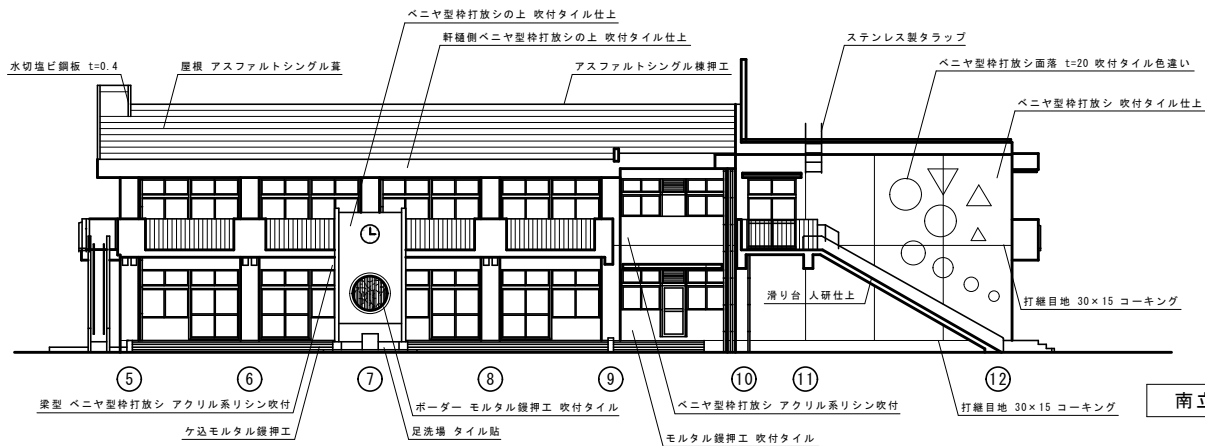 ベニヤ型枠打放シの上 吹付タイル仕上
軒樋側ベニヤ型枠打放シの上 吹付タイル仕上
ステンレス製タラップ
水切塩ビ鋼板 t=0.4
屋根 アスファルトシングル葺
アスファルトシングル棟押エ
ベニヤ型枠打放シ面落 t=20 吹付タイル色違い
ベニヤ型枠打放シ 吹付タイル仕上
滑り台 人研仕上
打継目地 30×15 コーキング
⑤ ⑥ ⑦ ⑧ ⑨ ⑩ ⑪ ⑫
梁型 ベニヤ型枠打放シ アクリル系リシン吹付
ボーダー モルタル鏝押エ 吹付タイル
ベニヤ型枠打放シ アクリル系リシン吹付
打継目地 30×15 コーキング
南立
ケ込モルタル鏝押エ
足洗場 タイル貼
モルタル鏝押エ 吹付タイル